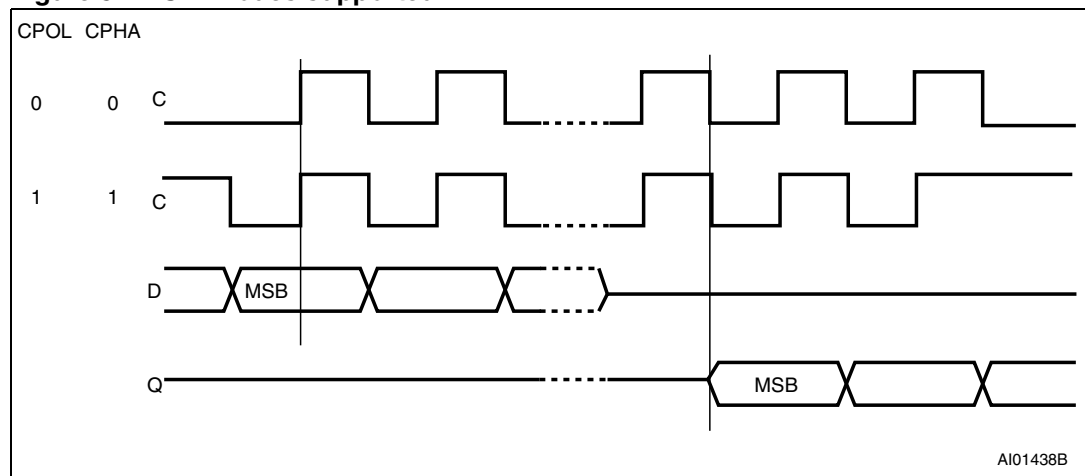 CPOL CPHA
0 0 C
1 1 C
D MSB
Q MSB
AI01438B